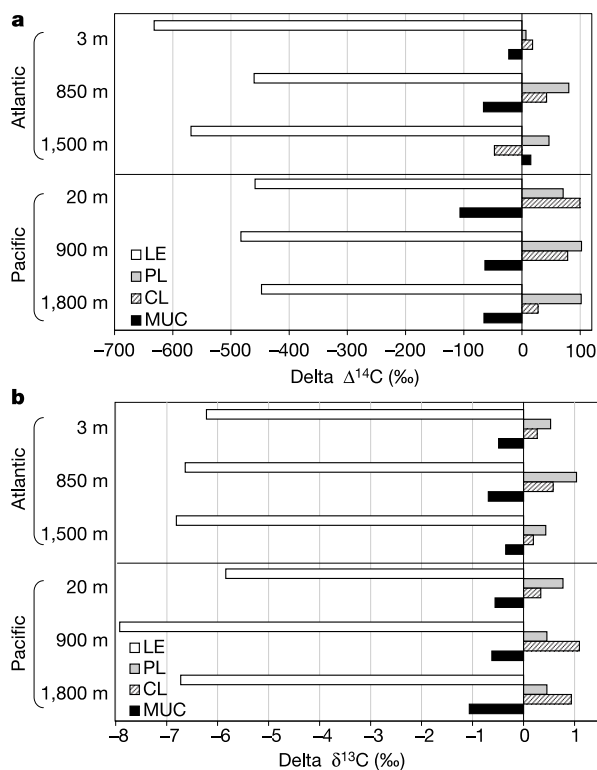 a
Atlantic
3 m
850 m
1,500 m
Pacific
20 m
900 m
1,800 m
LE
PL
CL
MUC
–700 –600 –500 –400 –300 –200 –100 0 100
Delta Δ¹⁴C (‰)
b
Atlantic
3 m
850 m
1,500 m
Pacific
20 m
900 m
1,800 m
LE
PL
CL
MUC
–8 –7 –6 –5 –4 –3 –2 –1 0 1
Delta δ¹³C (‰)